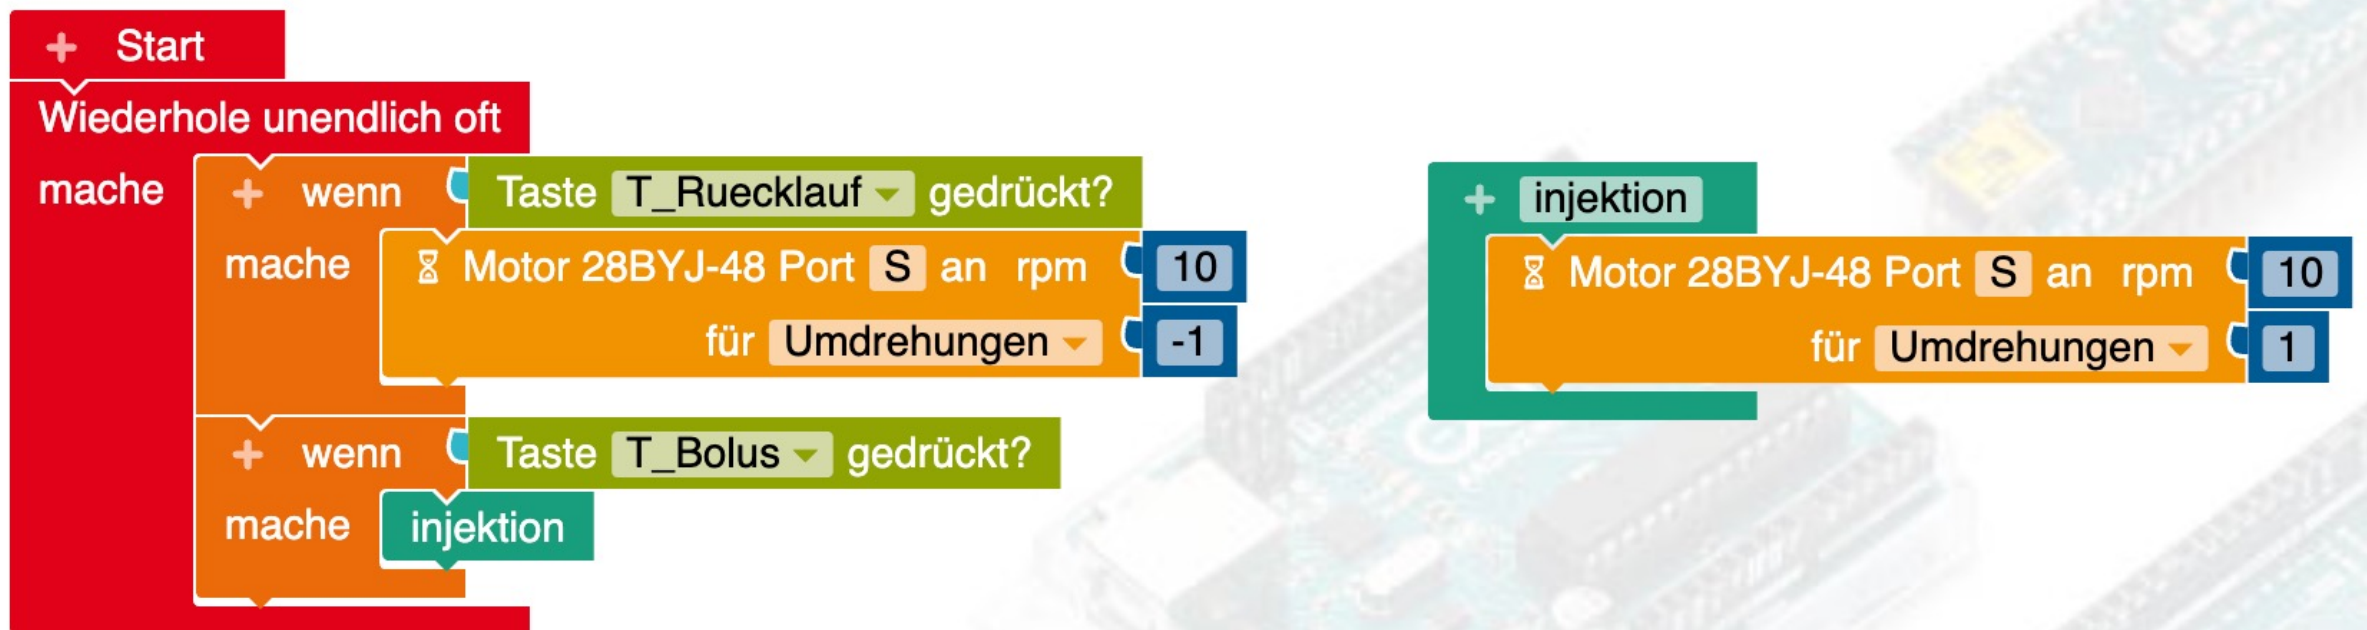 + Start
Wiederhole unendlich oft
mache
+ wenn Taste T_Ruecklauf gedrückt?
mache Motor 28BYJ-48 Port S an rpm 10
für Umdrehungen -1
+ wenn Taste T_Bolus gedrückt?
mache injektion
+ injektion
Motor 28BYJ-48 Port S an rpm 10
für Umdrehungen 1